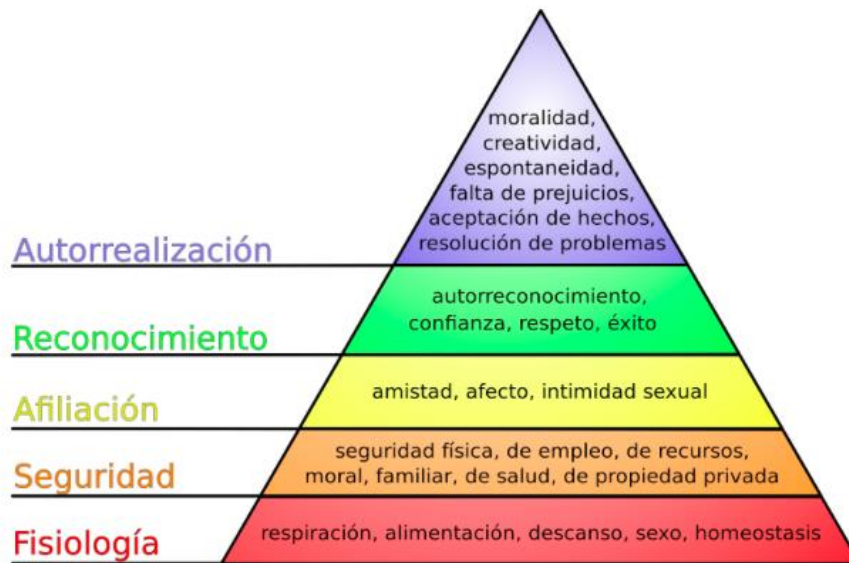 moralidad,
creatividad,
espontaneidad,
falta de prejuicios,
aceptación de hechos,
resolución de problemas
Autorrealización
autorreconocimiento,
confianza, respeto, éxito
Reconocimiento
amistad, afecto, intimidad sexual
Afiliación
seguridad física, de empleo, de recursos,
moral, familiar, de salud, de propiedad privada
Seguridad
respiración, alimentación, descanso, sexo, homeostasis
Fisiología